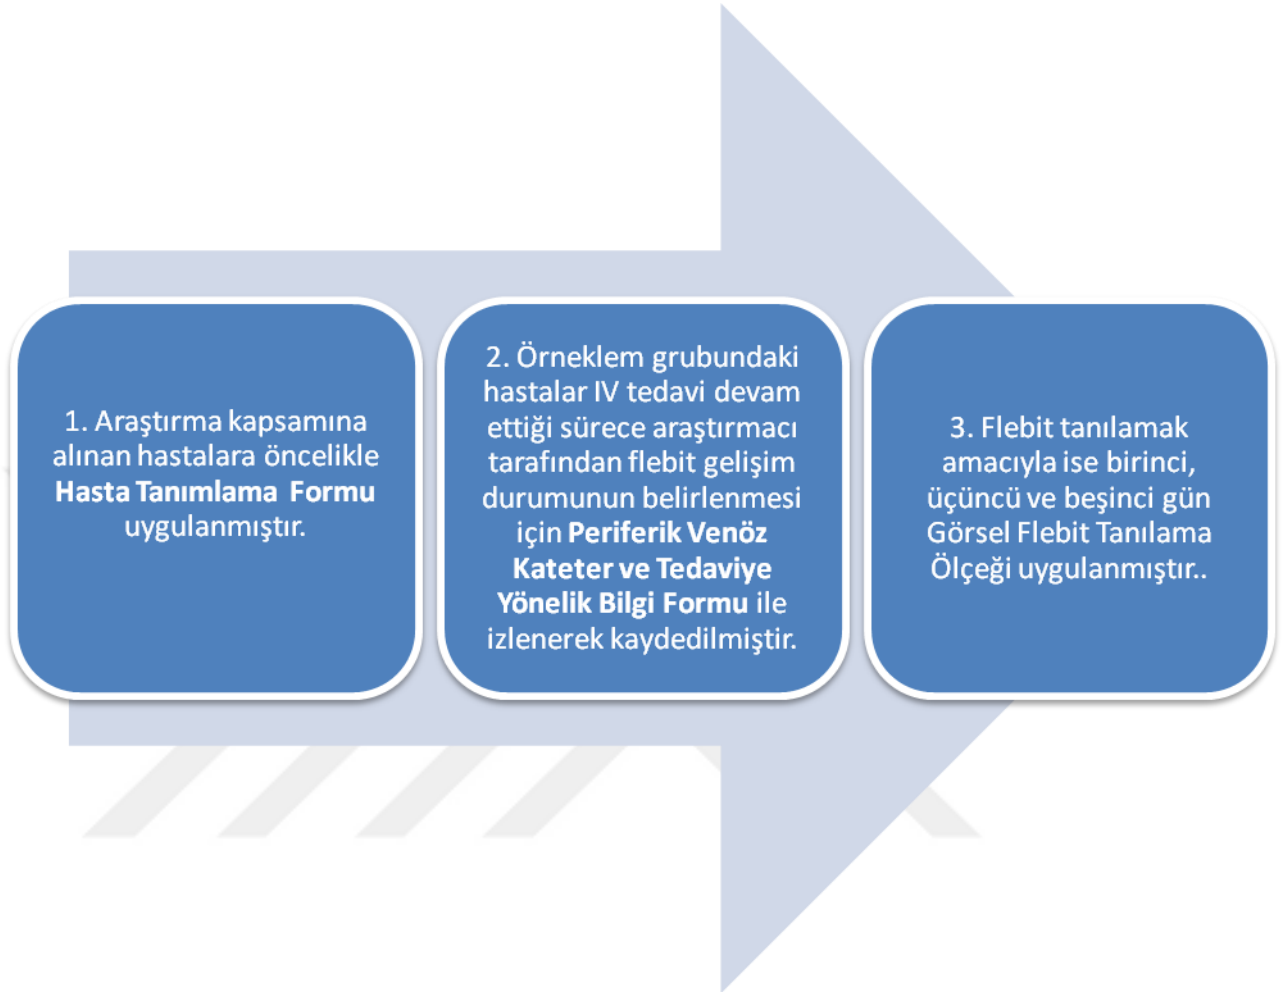 1. Araştırma kapsamına
alınan hastalara öncelikle
Hasta Tanımlama Formu
uygulanmıştır.
2. Örneklem grubundaki
hastalar IV tedavi devam
ettiği sürece araştırmacı
tarafından flebit gelişim
durumunun belirlenmesi
için Periferik Venöz
Kateter ve Tedaviye
Yönelik Bilgi Formu ile
izlenerek kaydedilmiştir.
3. Flebit tanılamak
amacıyla ise birinci,
üçüncü ve beşinci gün
Görsel Flebit Tanılama
Ölçeği uygulanmıştır..